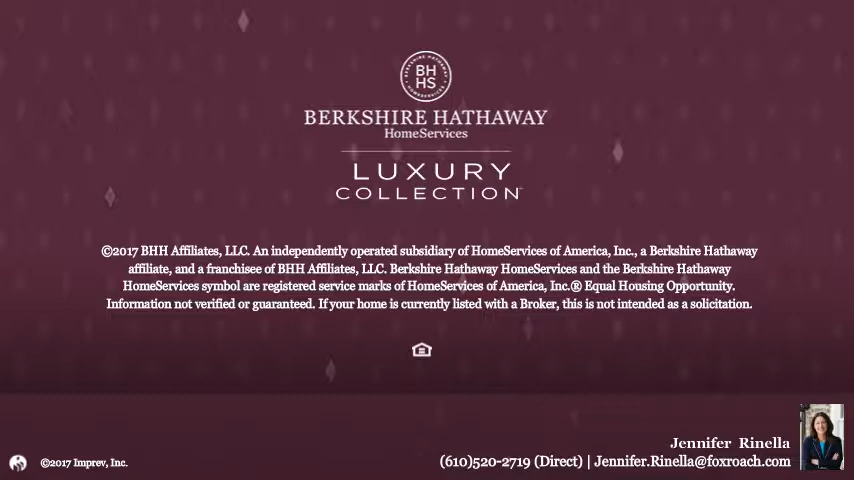 BH
HS
BERKSHIRE HATHAWAY
HomeServices
LUXURY
COLLECTION
©2017 BHH Affiliates, LLC. An independently operated subsidiary of HomeServices of America, Inc., a Berkshire Hathaway
affiliate, and a franchisee of BHH Affiliates, LLC. Berkshire Hathaway HomeServices and the Berkshire Hathaway
HomeServices symbol are registered service marks of HomeServices of America, Inc.® Equal Housing Opportunity.
Information not verified or guaranteed. If your home is currently listed with a Broker, this is not intended as a solicitation.
Jennifer Rinella
(610)520-2719 (Direct) | Jennifer.Rinella@foxroach.com
©2017 Imprev, Inc.